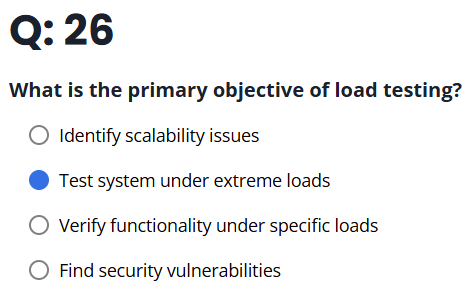 Q: 26
What is the primary objective of load testing?
Identify scalability issues
Test system under extreme loads
Verify functionality under specific loads
Find security vulnerabilities